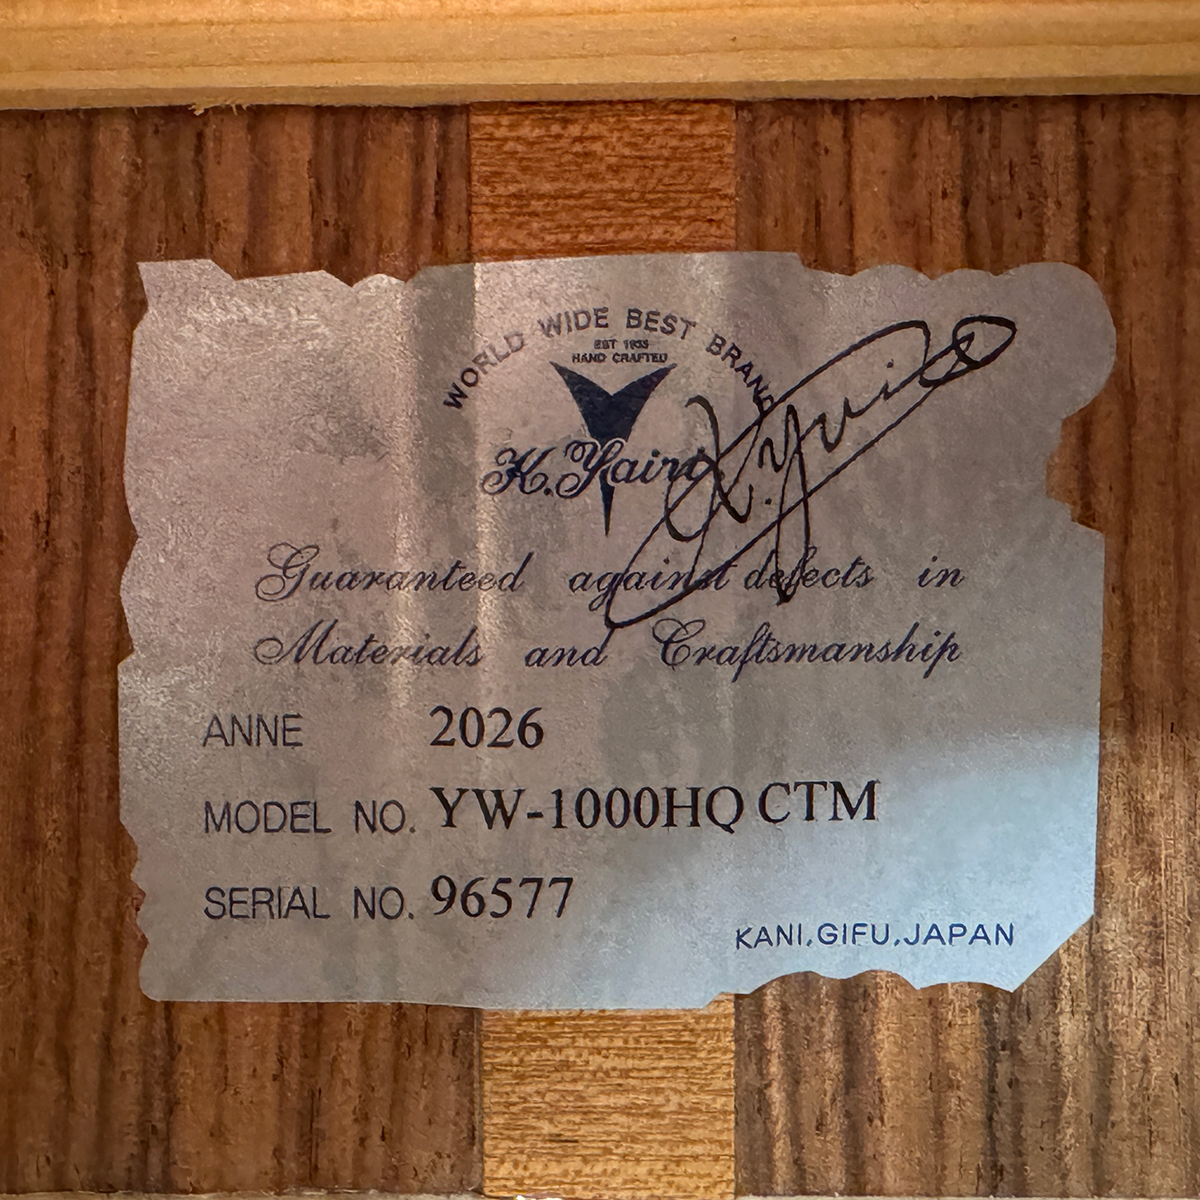 WORLD WIDE BEST BRAND
EST 1935
HAND CRAFTED
K.Yairi
K.Yairi
Guaranteed against defects in
Materials and Craftsmanship
ANNE 2026
MODEL NO. YW-1000HQ CTM
SERIAL NO. 96577
KANI.GIFU.JAPAN